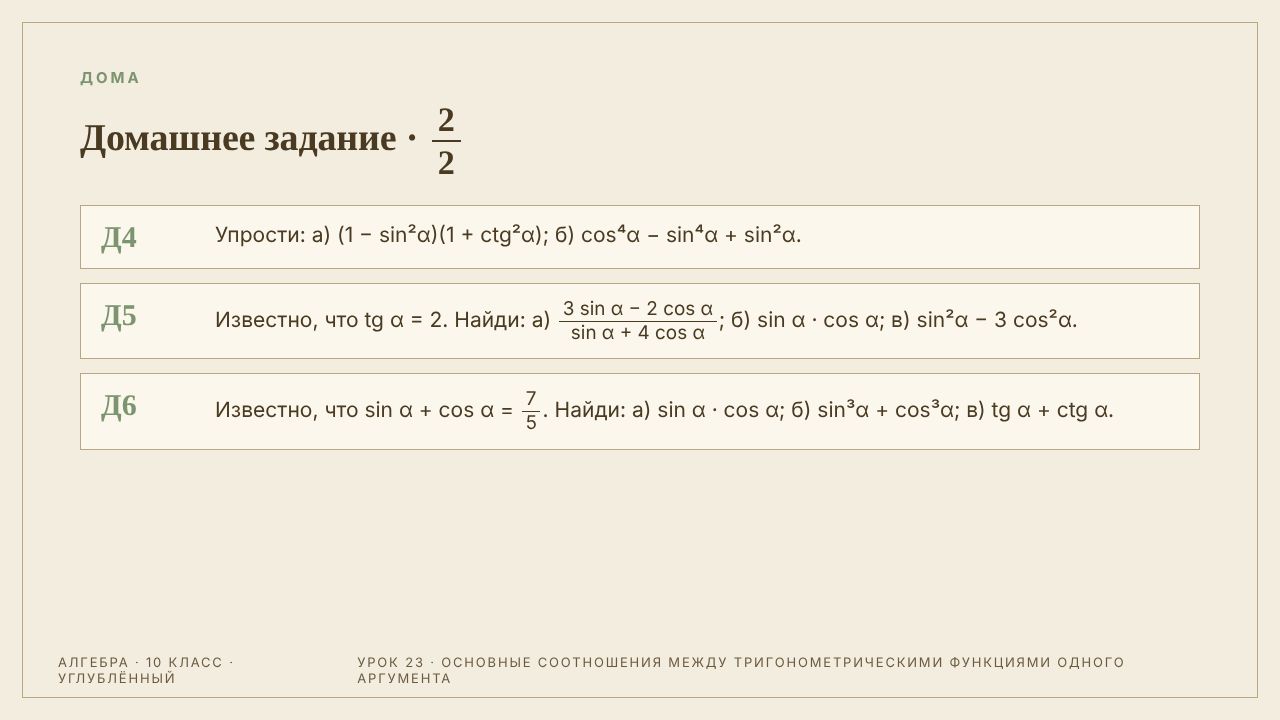 ДОМА
Домашнее задание · 2/2
Д4 Упрости: а) (1 − sin²α)(1 + ctg²α); б) cos⁴α − sin⁴α + sin²α.
Д5 Известно, что tg α = 2. Найди: а) (3 sin α − 2 cos α)/(sin α + 4 cos α); б) sin α · cos α; в) sin²α − 3 cos²α.
Д6 Известно, что sin α + cos α = 7/5. Найди: а) sin α · cos α; б) sin³α + cos³α; в) tg α + ctg α.
АЛГЕБРА · 10 КЛАСС ·
УГЛУБЛЁННЫЙ
УРОК 23 · ОСНОВНЫЕ СООТНОШЕНИЯ МЕЖДУ ТРИГОНОМЕТРИЧЕСКИМИ ФУНКЦИЯМИ ОДНОГО
АРГУМЕНТА